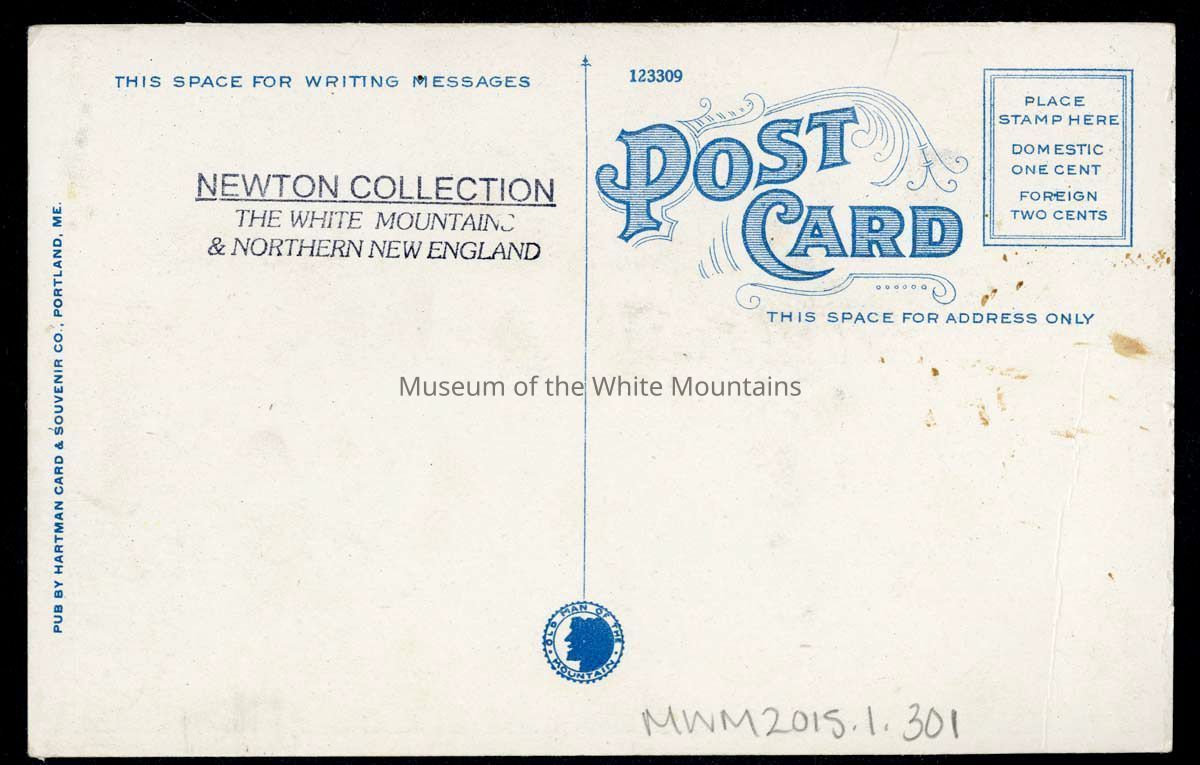 THIS SPACE FOR WRITING MESSAGES
NEWTON COLLECTION
THE WHITE MOUNTAINS
& NORTHERN NEW ENGLAND
PUB BY HARTMAN CARD & SOUVENIR CO., PORTLAND, ME.
123309
POST
CARD
PLACE
STAMP HERE
DOMESTIC
ONE CENT
FOREIGN
TWO CENTS
THIS SPACE FOR ADDRESS ONLY
Museum of the White Mountains
OLD MAN OF THE
MOUNTAIN
MWM2015.1.301